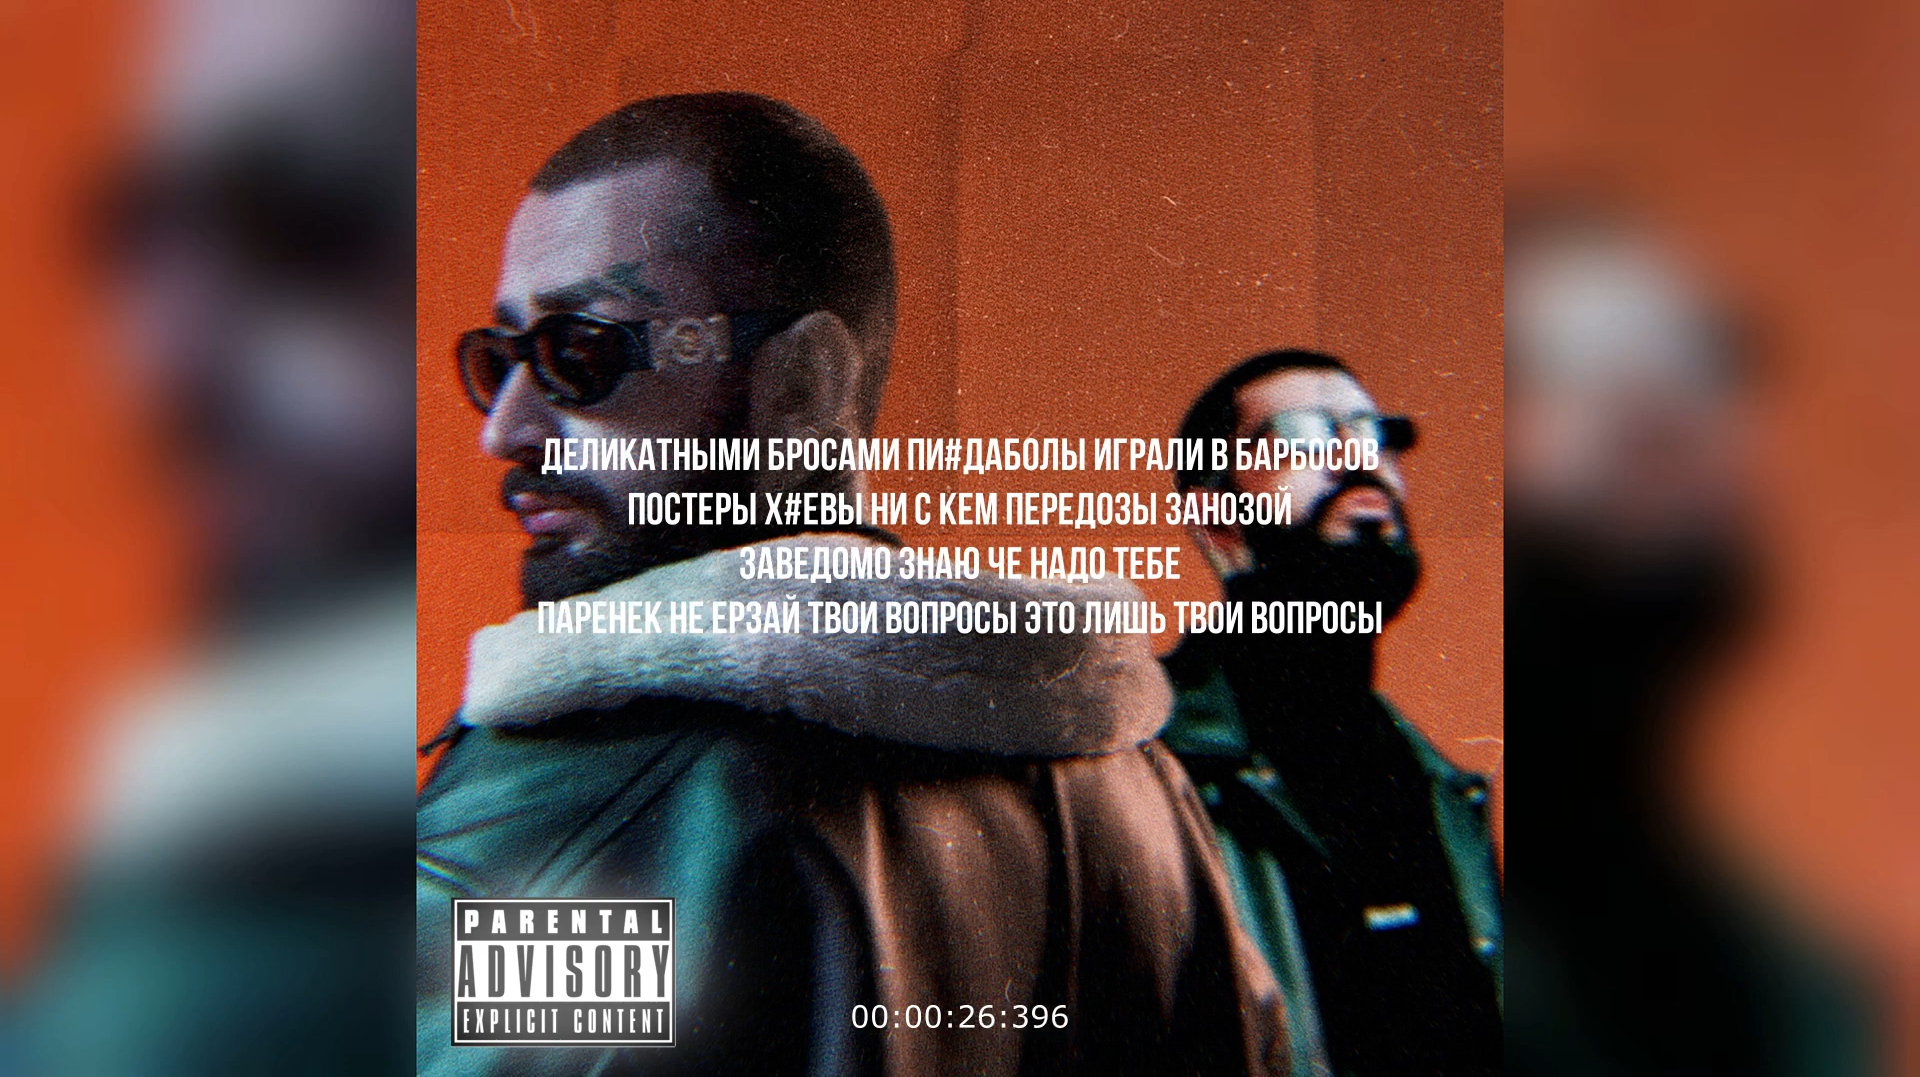 ДЕЛИКАТНЫМИ БРОСАМИ ПИ#ДАБОЛЫ ИГРАЛИ В БАРБОСОВ
ПОСТЕРЫ Х#ЕВЫ НИ С КЕМ ПЕРЕДОЗЫ ЗАНОЗОЙ
ЗАВЕДОМО ЗНАЮ ЧЕ НАДО ТЕБЕ
ПАРЕНЕК НЕ ЕРЗАЙ ТВОИ ВОПРОСЫ ЭТО ЛИШЬ ТВОИ ВОПРОСЫ
PARENTAL
ADVISORY
EXPLICIT CONTENT
00:00:26:396